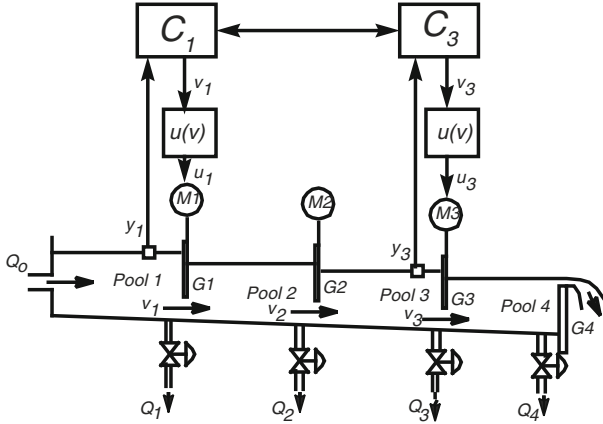 C1
C3
v1
v3
u(v)
u(v)
u1
u3
M1
M2
M3
y1
y3
Qo
Pool 1
G1
Pool 2
G2
Pool 3
G3
Pool 4
G4
v1
v2
v3
Q1
Q2
Q3
Q4